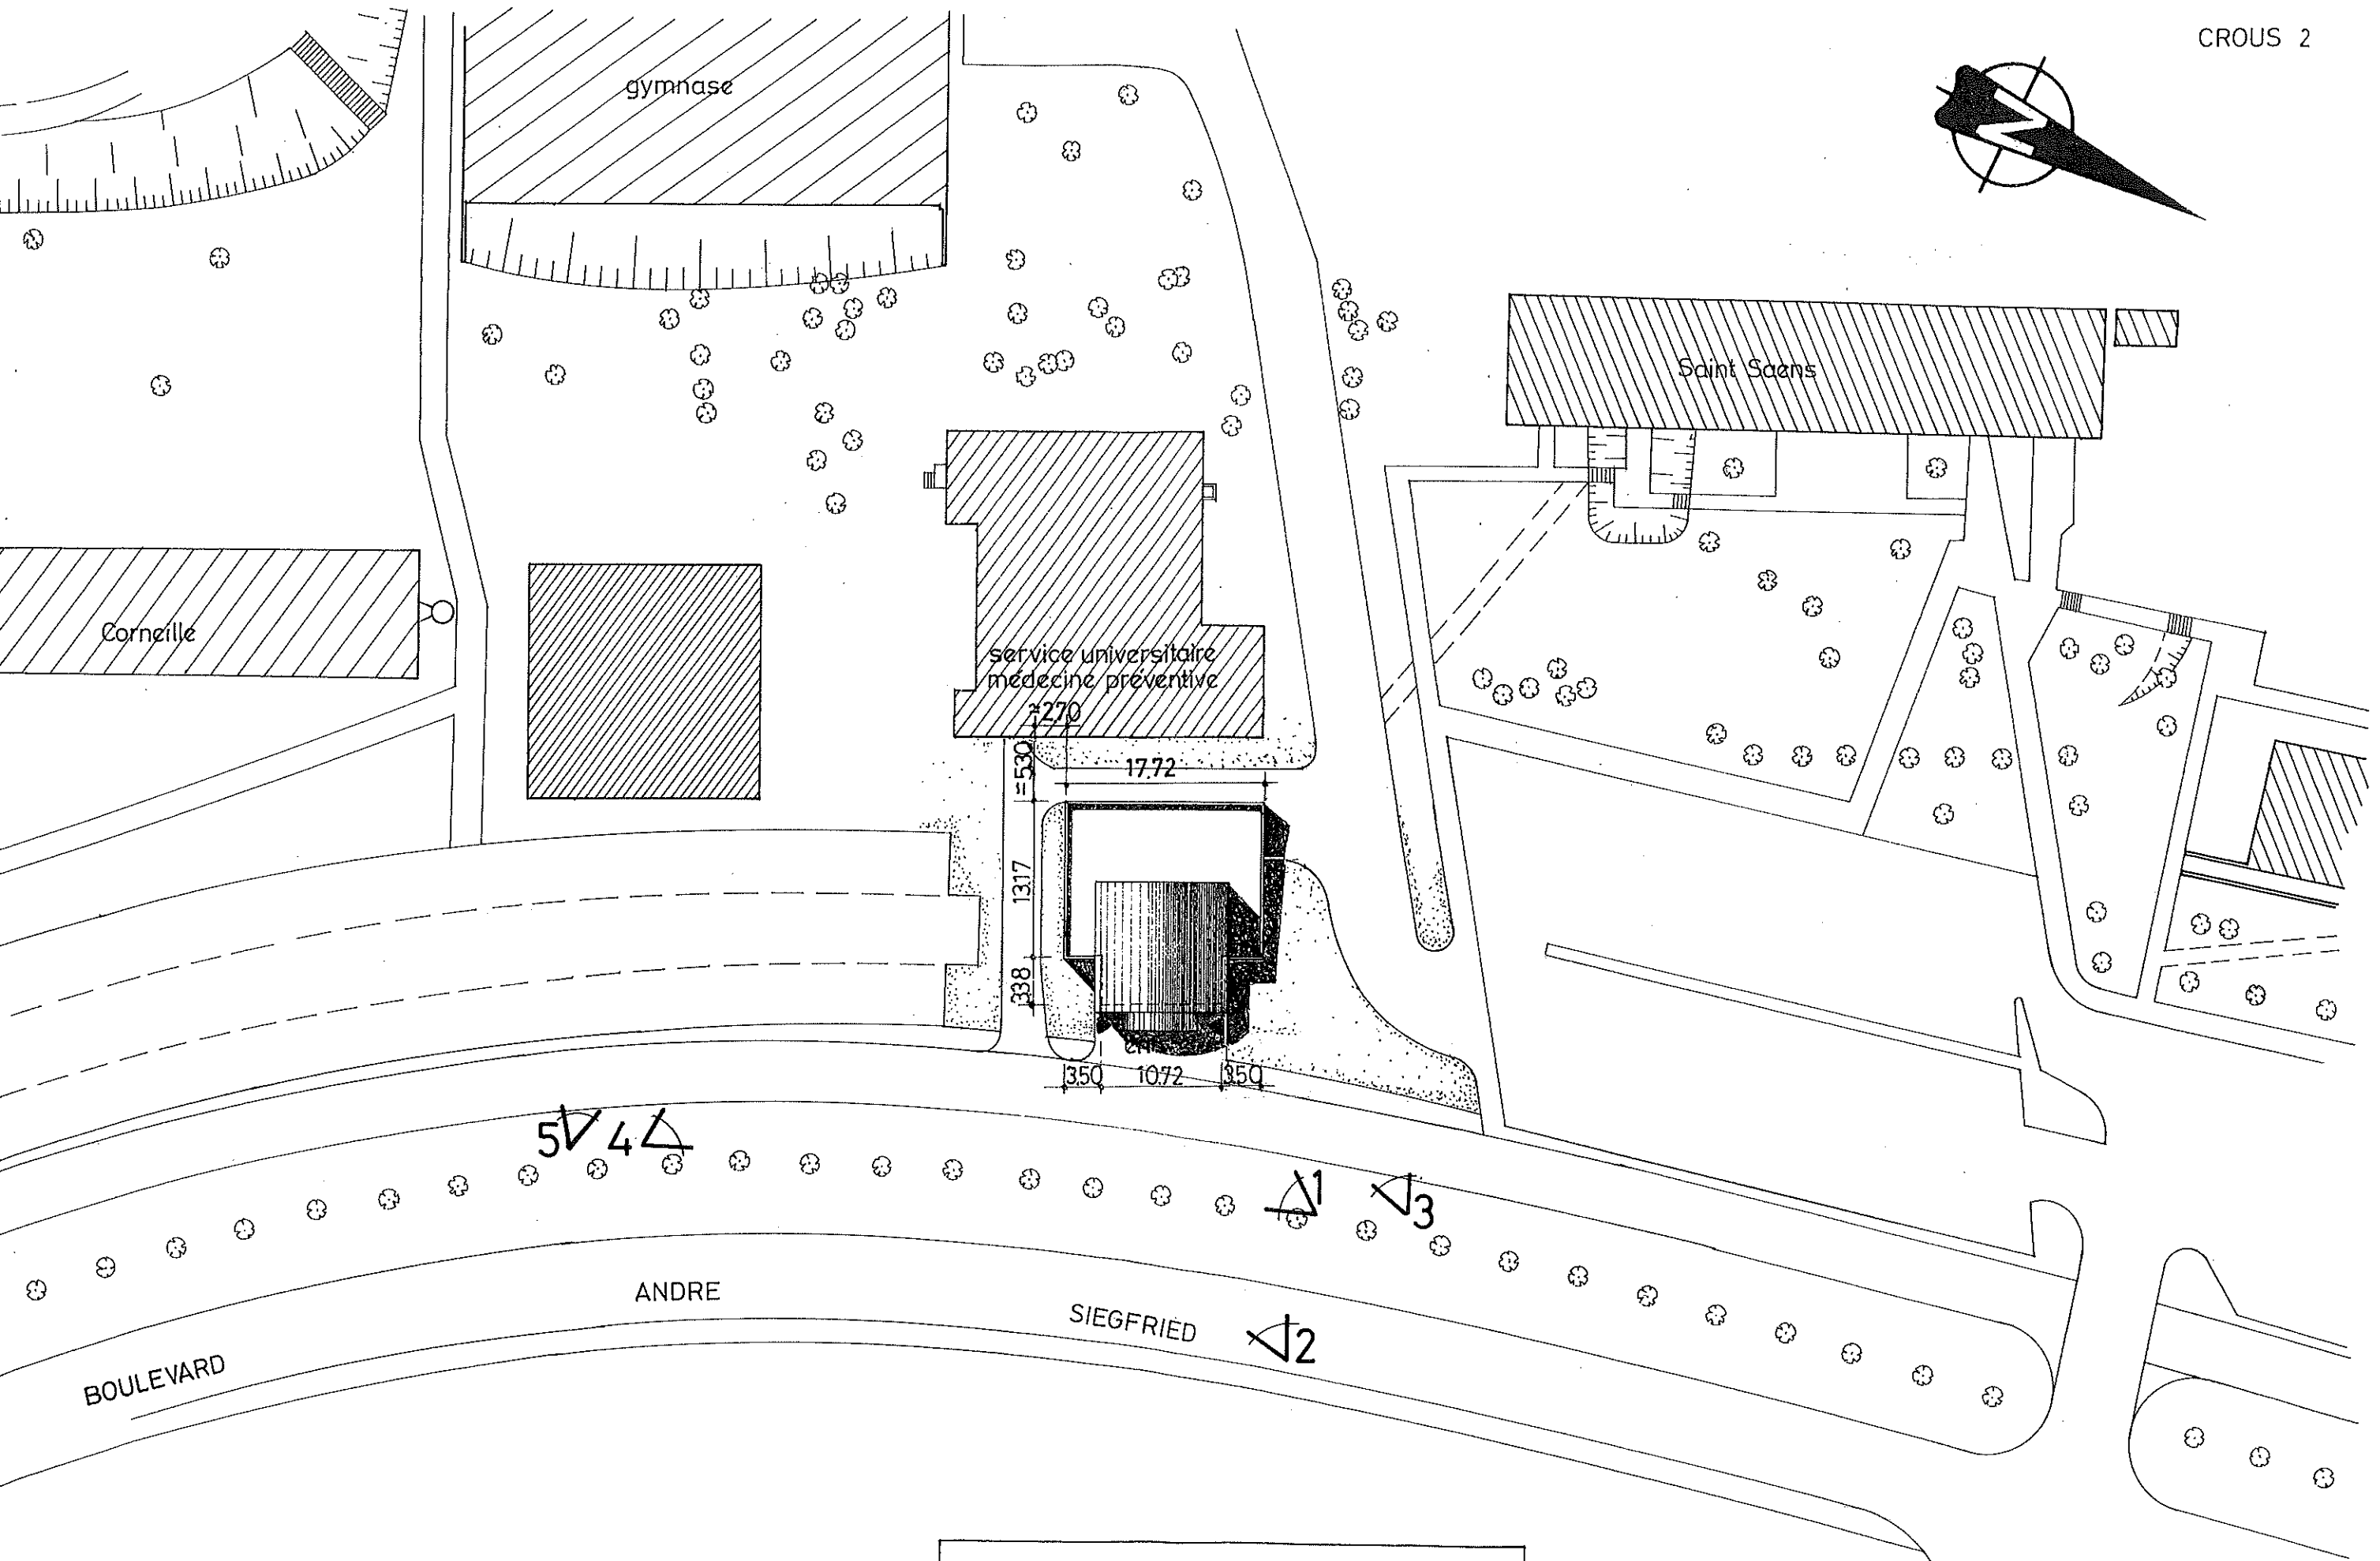 CROUS 2
gymnase
N
Saint Saens
Corneille
service universitaire
médecine préventive
≃270
=530
17.72
1317
338
350 10.72 350
5 4
1
3
2
ANDRE
SIEGFRIED
BOULEVARD